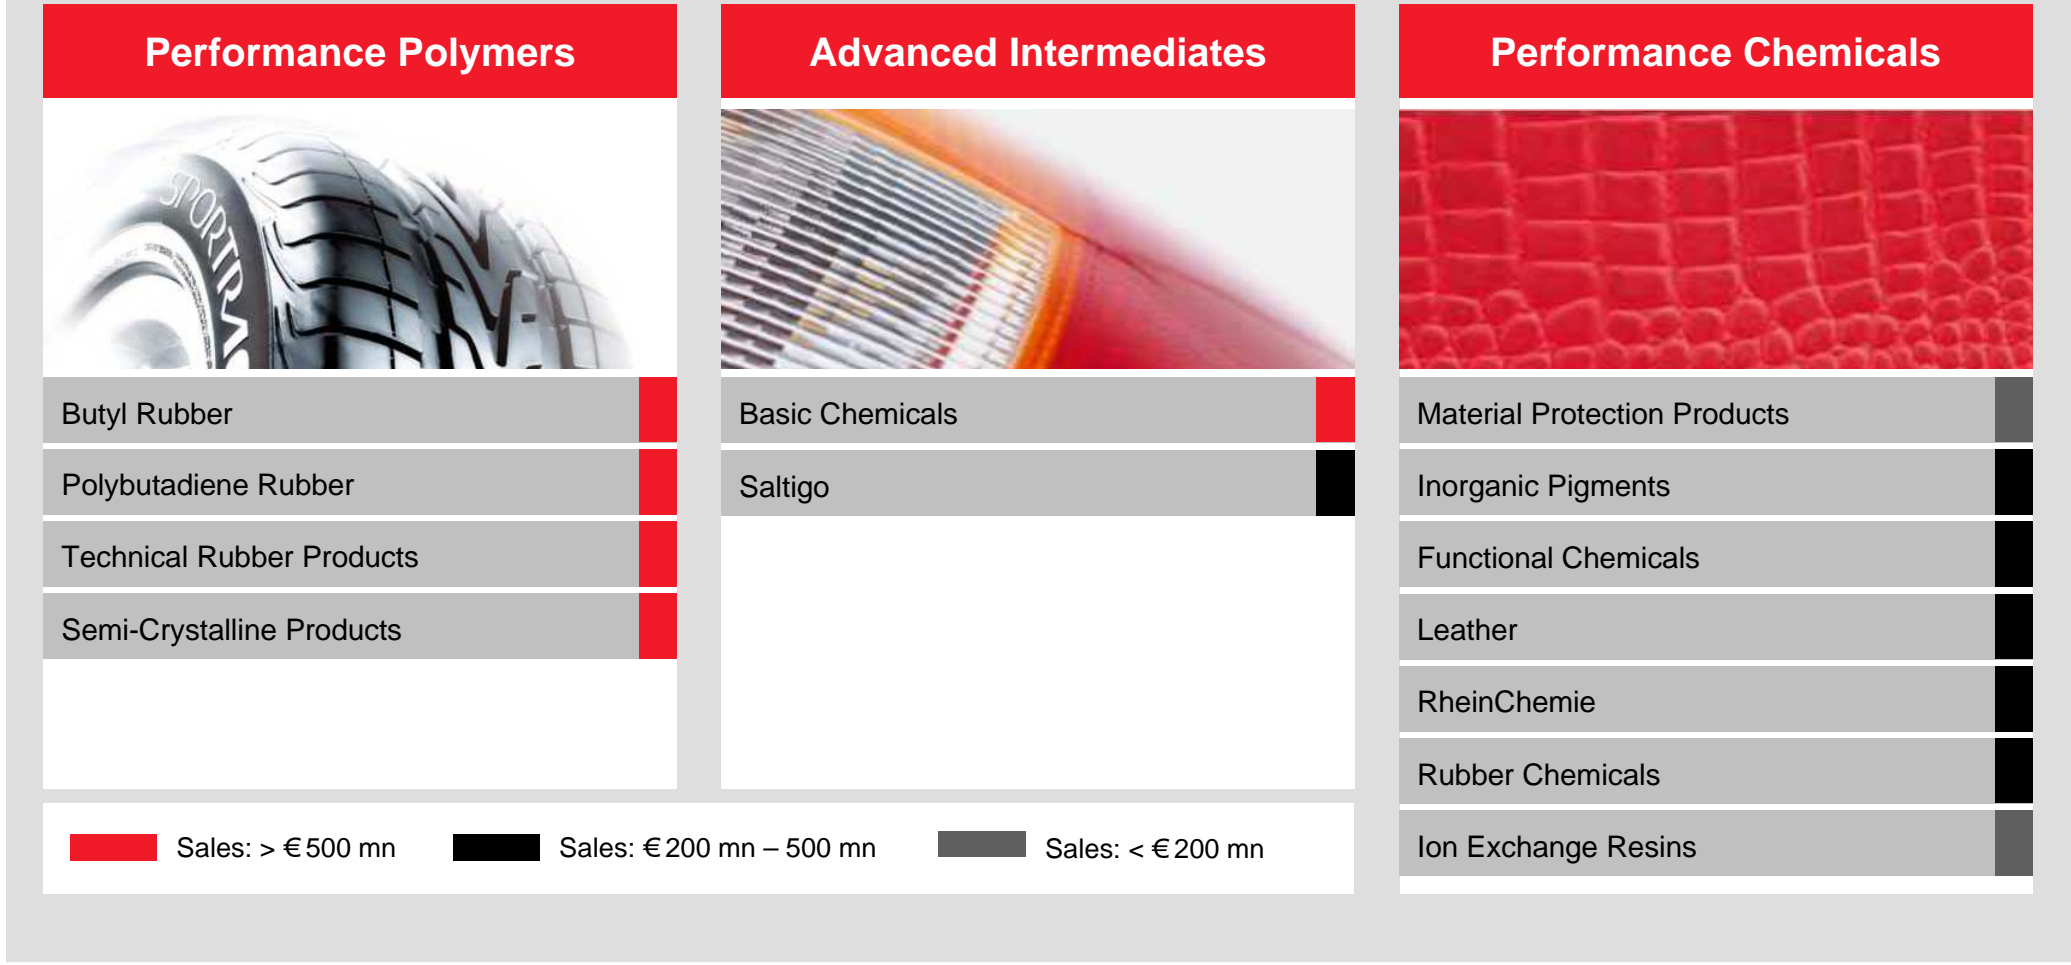 Performance Polymers
Advanced Intermediates
Performance Chemicals
SPORTRAC
Butyl Rubber
Polybutadiene Rubber
Technical Rubber Products
Semi-Crystalline Products
Basic Chemicals
Saltigo
Material Protection Products
Inorganic Pigments
Functional Chemicals
Leather
RheinChemie
Rubber Chemicals
Ion Exchange Resins
Sales: > €500 mn
Sales: €200 mn – 500 mn
Sales: < €200 mn